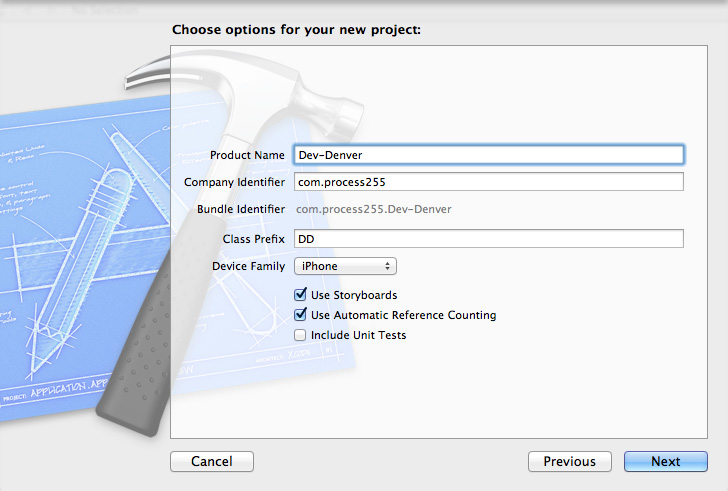 No Selection
Choose options for your new project:
Product Name Dev-Denver
Company Identifier com.process255
Bundle Identifier com.process255.Dev-Denver
Class Prefix DD
Device Family iPhone
Use Storyboards
Use Automatic Reference Counting
Include Unit Tests
PROJECT: APPLICATION.APP
Cancel Previous Next